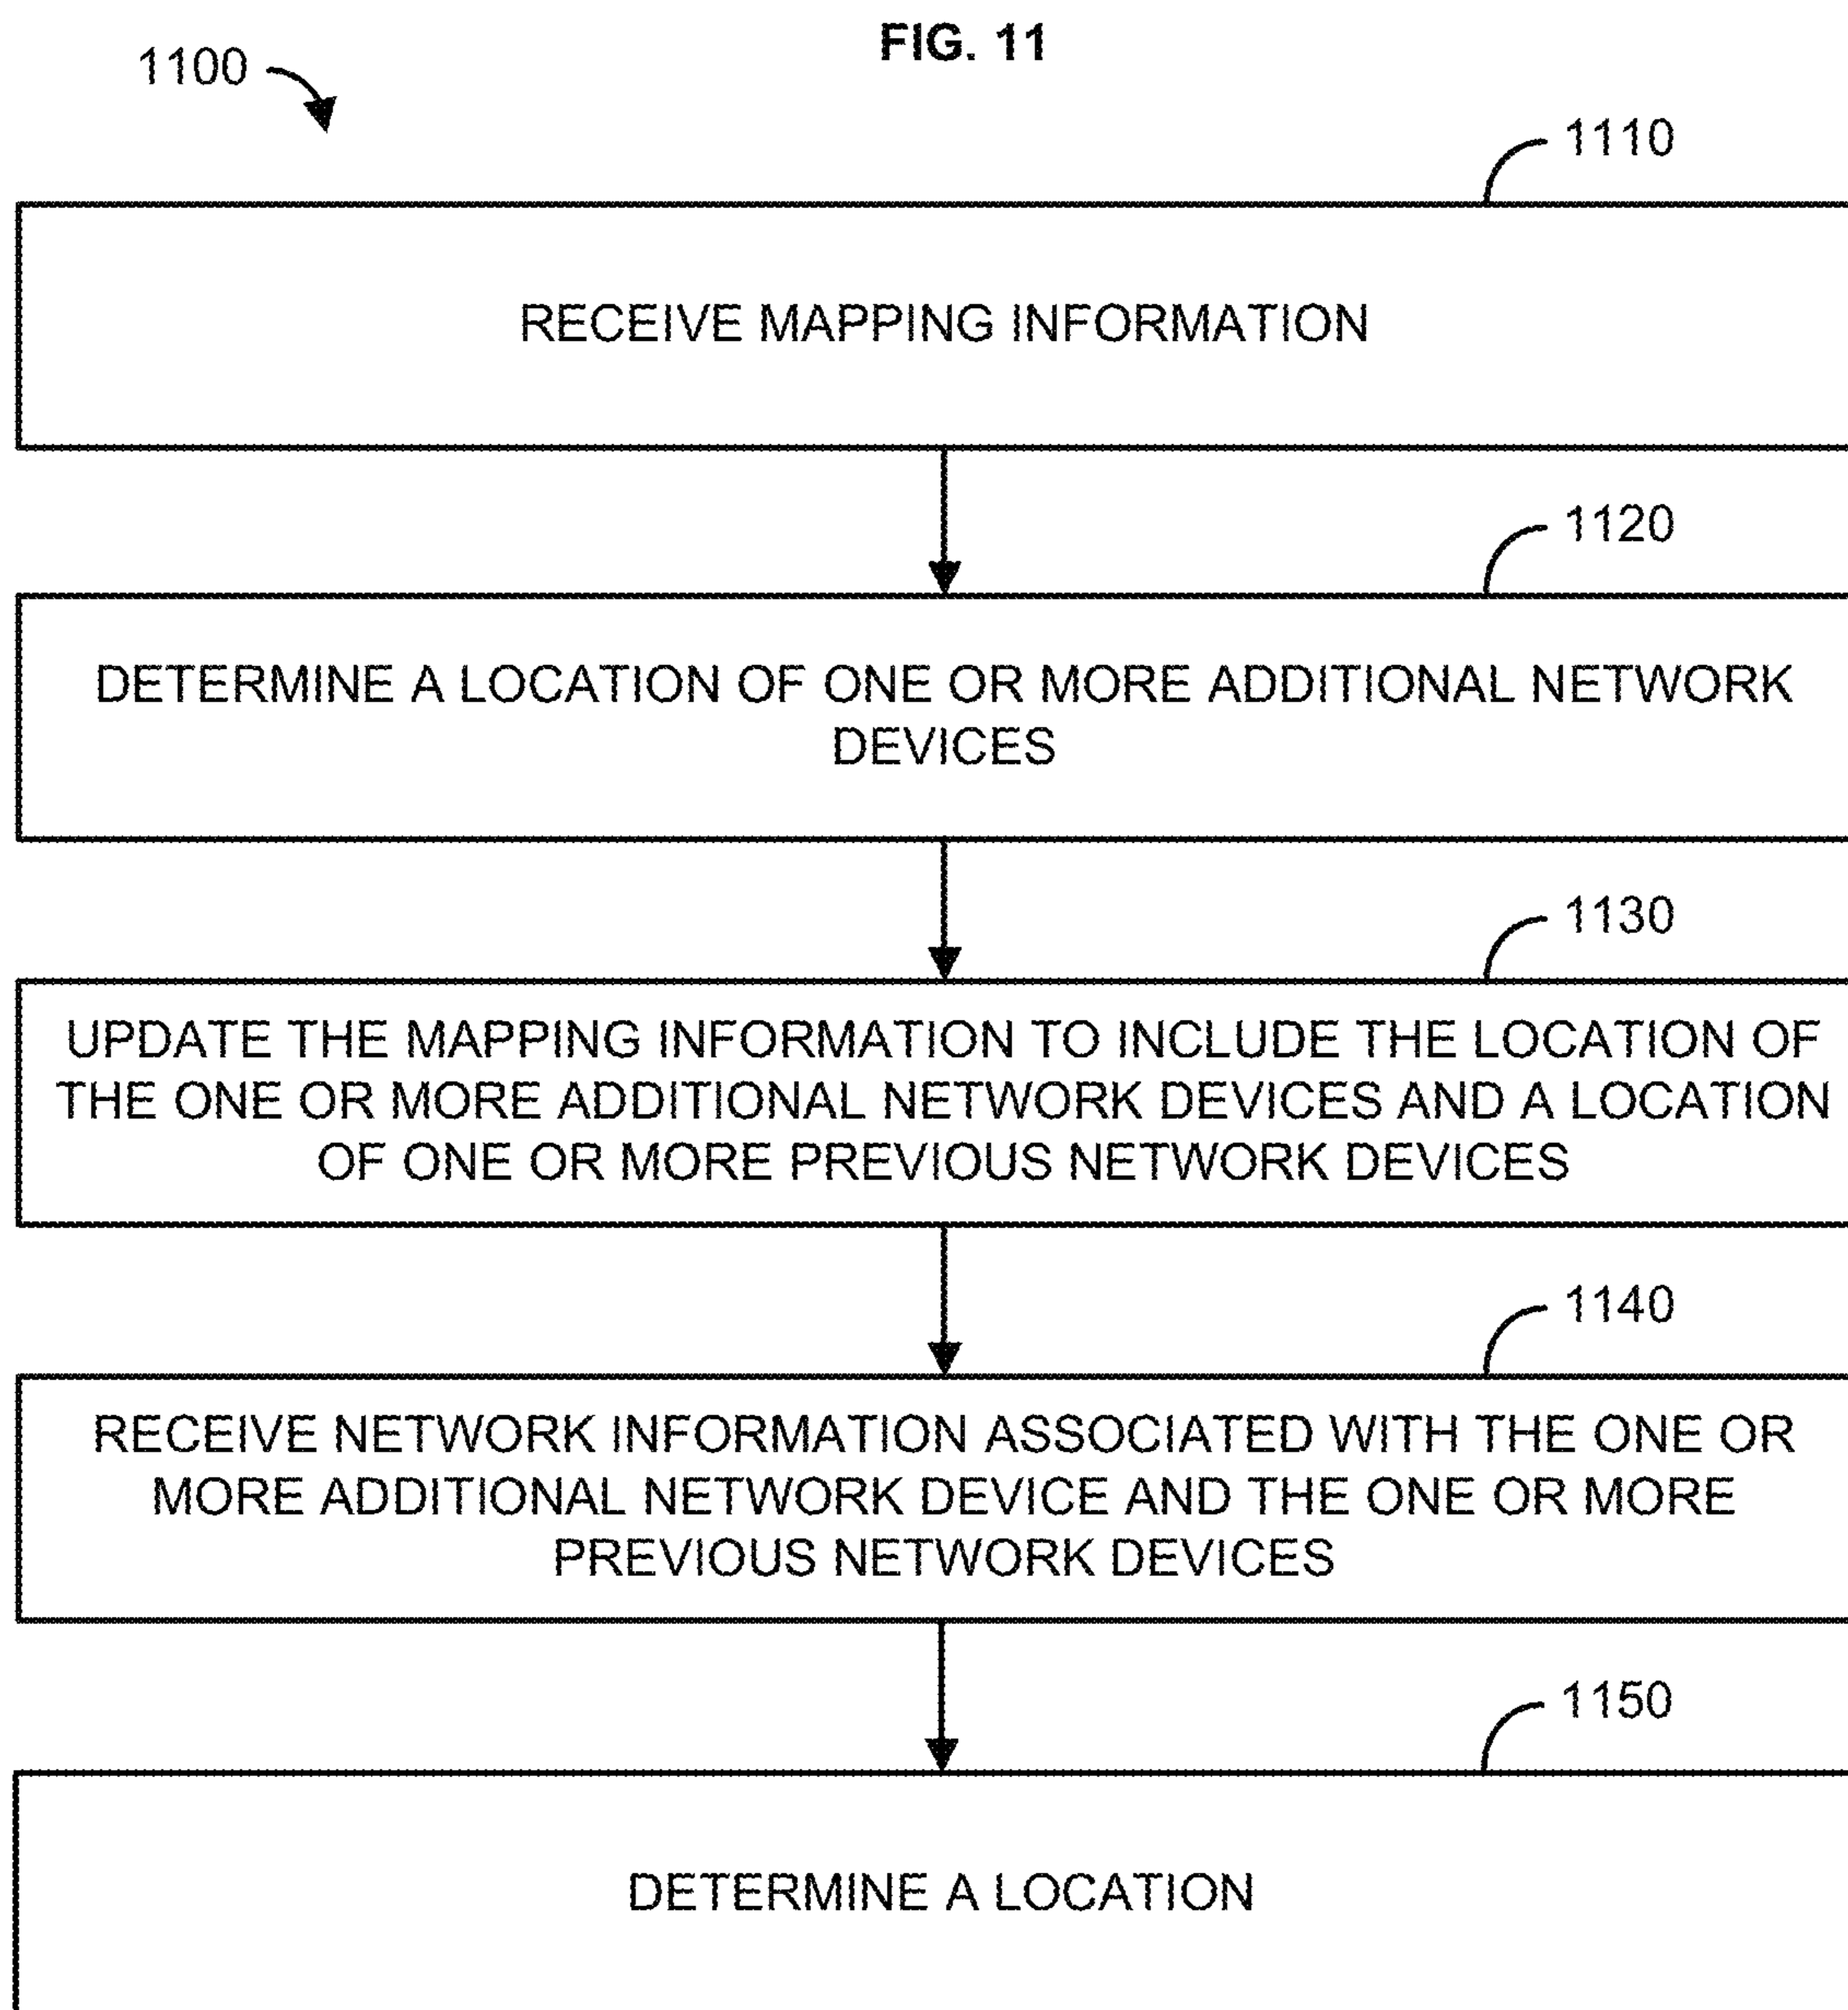 FIG. 11
1100
1110
RECEIVE MAPPING INFORMATION
1120
DETERMINE A LOCATION OF ONE OR MORE ADDITIONAL NETWORK
DEVICES
1130
UPDATE THE MAPPING INFORMATION TO INCLUDE THE LOCATION OF
THE ONE OR MORE ADDITIONAL NETWORK DEVICES AND A LOCATION
OF ONE OR MORE PREVIOUS NETWORK DEVICES
1140
RECEIVE NETWORK INFORMATION ASSOCIATED WITH THE ONE OR
MORE ADDITIONAL NETWORK DEVICE AND THE ONE OR MORE
PREVIOUS NETWORK DEVICES
1150
DETERMINE A LOCATION